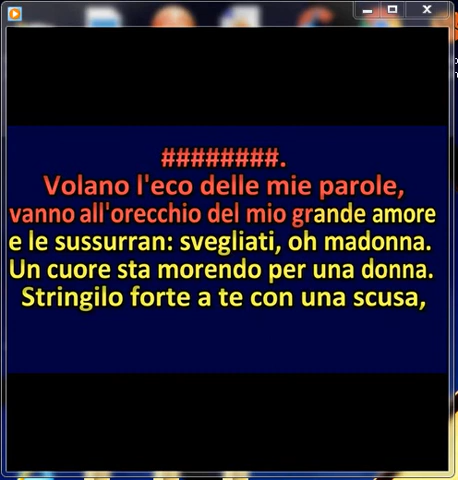 ########.
Volano l'eco delle mie parole,
vanno all'orecchio del mio grande amore
e le sussurran: svegliati, oh madonna.
Un cuore sta morendo per una donna.
Stringilo forte a te con una scusa,